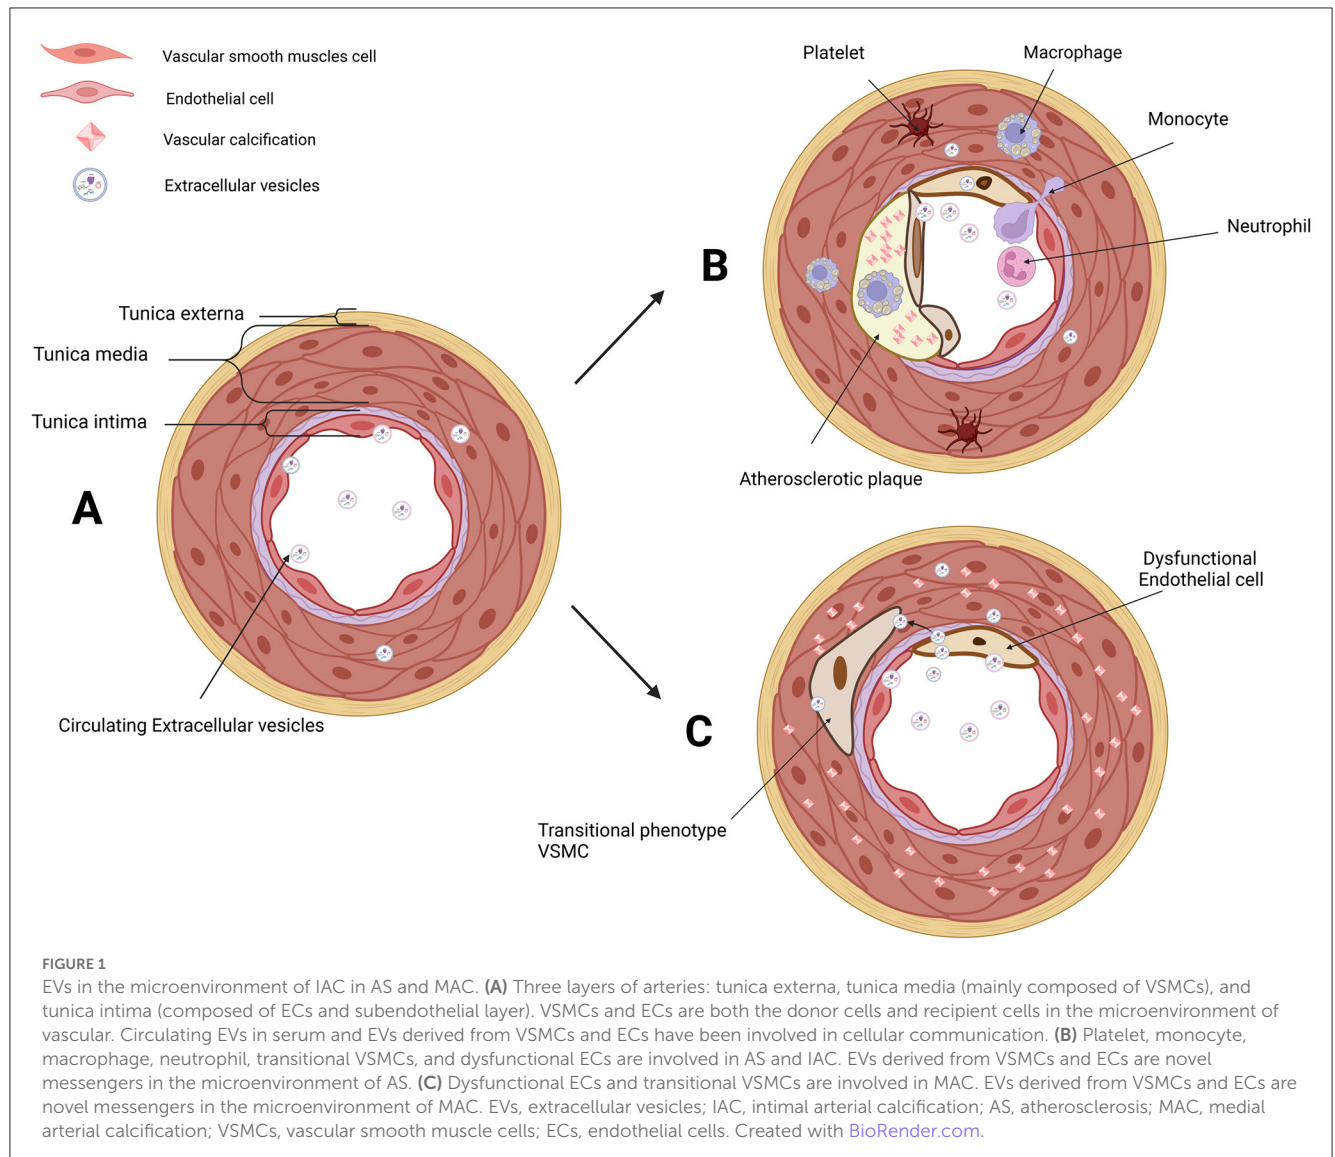 Vascular smooth muscles cell
Endothelial cell
Vascular calcification
Extracellular vesicles
Tunica externa
Tunica media
Tunica intima
A
Circulating Extracellular vesicles
Platelet
Macrophage
Monocyte
Neutrophil
B
Atherosclerotic plaque
Dysfunctional
Endothelial cell
C
Transitional phenotype
VSMC
FIGURE 1
EVs in the microenvironment of IAC in AS and MAC. (A) Three layers of arteries: tunica externa, tunica media (mainly composed of VSMCs), and
tunica intima (composed of ECs and subendothelial layer). VSMCs and ECs are both the donor cells and recipient cells in the microenvironment of
vascular. Circulating EVs in serum and EVs derived from VSMCs and ECs have been involved in cellular communication. (B) Platelet, monocyte,
macrophage, neutrophil, transitional VSMCs, and dysfunctional ECs are involved in AS and IAC. EVs derived from VSMCs and ECs are novel
messengers in the microenvironment of AS. (C) Dysfunctional ECs and transitional VSMCs are involved in MAC. EVs derived from VSMCs and ECs are
novel messengers in the microenvironment of MAC. EVs, extracellular vesicles; IAC, intimal arterial calcification; AS, atherosclerosis; MAC, medial
arterial calcification; VSMCs, vascular smooth muscle cells; ECs, endothelial cells. Created with BioRender.com.